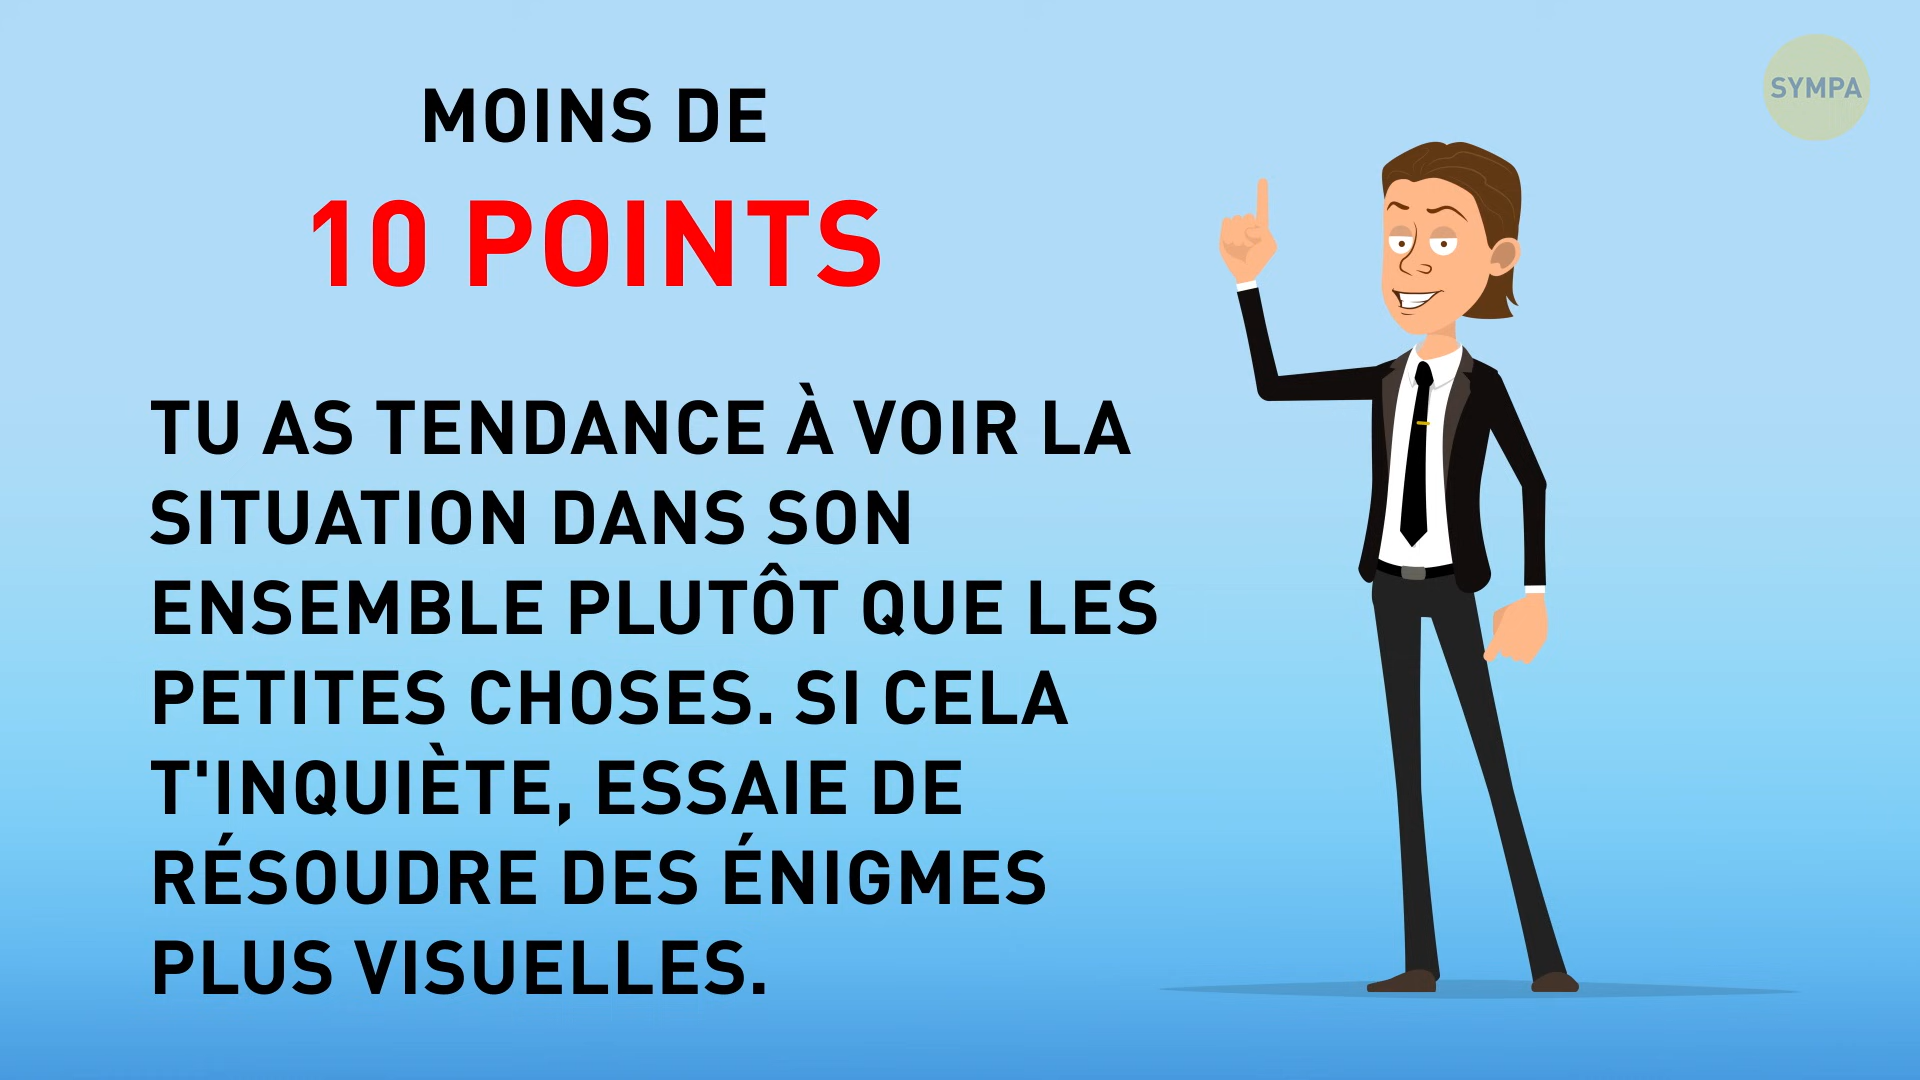 MOINS DE
10 POINTS
SYMPA
TU AS TENDANCE À VOIR LA
SITUATION DANS SON
ENSEMBLE PLUTÔT QUE LES
PETITES CHOSES. SI CELA
T'INQUIÈTE, ESSAIE DE
RÉSOUDRE DES ÉNIGMES
PLUS VISUELLES.